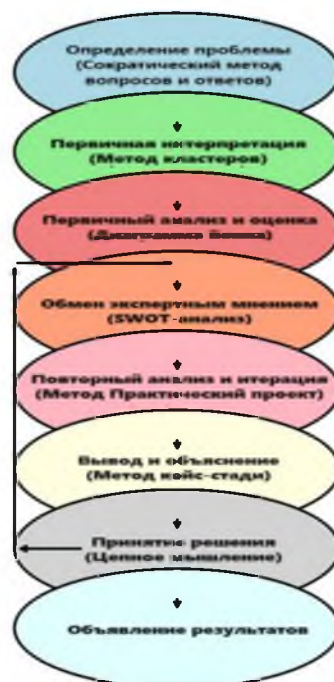 Определение проблемы
(Сократический метод
вопросов и ответов)
Первичная интерпретация
(Метод кластеров)
Первичный анализ и оценка
(Диаграмма
Обмен экспертным мнением
(SWOT-анализ)
Повторный анализ и итерация
(Метод Практический проект)
Вывод и объяснение
(Метод кейс-стади)
Принятие решения
(Цепное мышление)
Объявление результатов